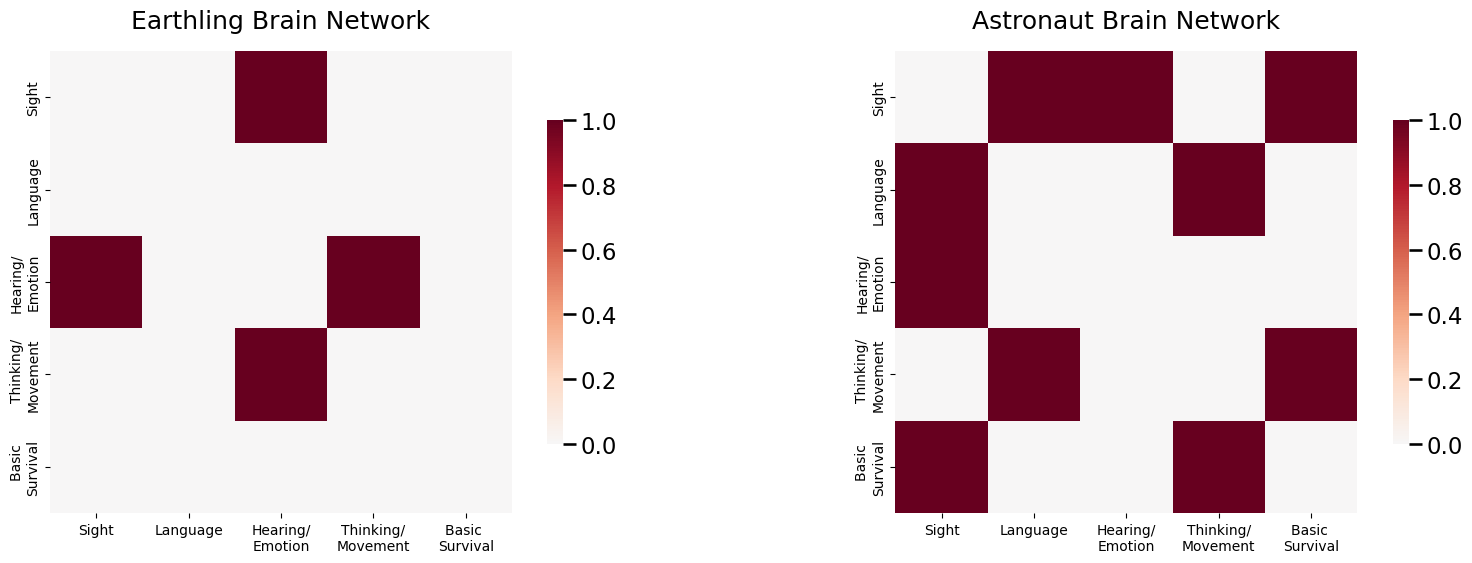 Earthling Brain Network
Sight
Language
Hearing/
Emotion
Thinking/
Movement
Basic
Survival
Sight
Language
Hearing/
Emotion
Thinking/
Movement
Basic
Survival
1.0
0.8
0.6
0.4
0.2
0.0
Astronaut Brain Network
Sight
Language
Hearing/
Emotion
Thinking/
Movement
Basic
Survival
Sight
Language
Hearing/
Emotion
Thinking/
Movement
Basic
Survival
1.0
0.8
0.6
0.4
0.2
0.0